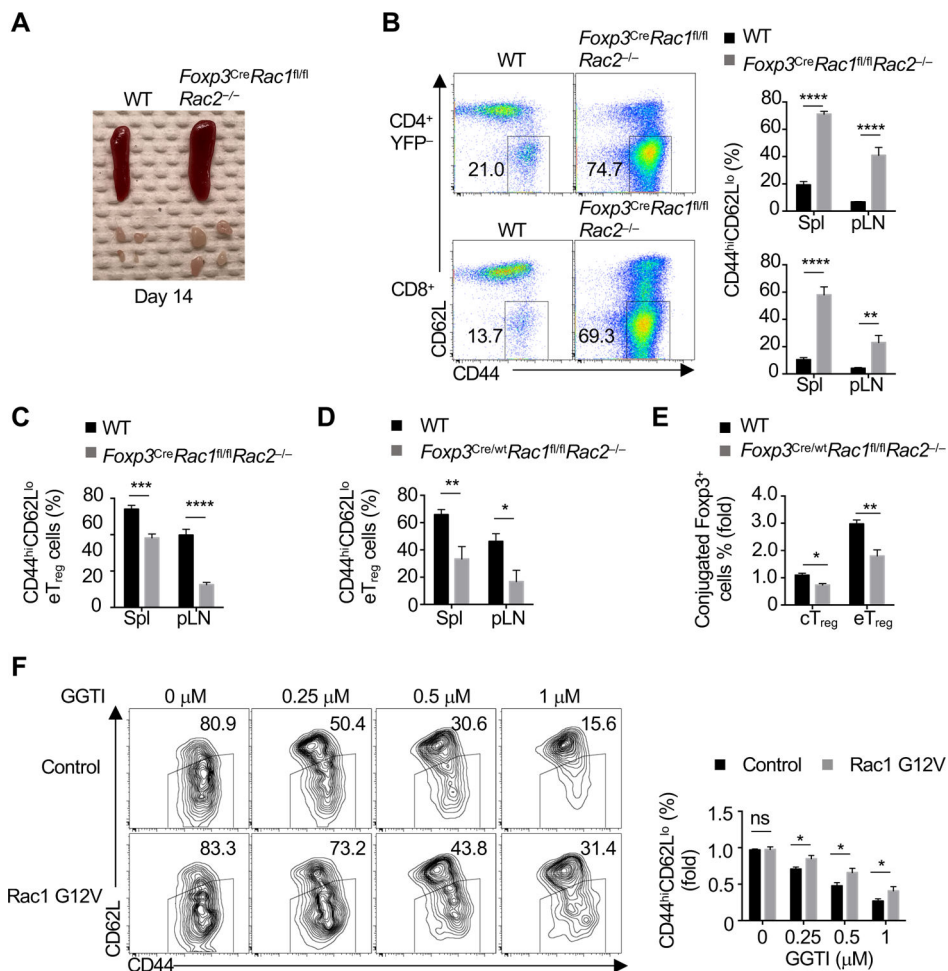 A
WT
Foxp3CreRac1fl/fl
Rac2–/–
Day 14
B
WT
Foxp3CreRac1fl/fl
Rac2–/–
CD4+
YFP–
21.0
74.7
WT
Foxp3CreRac1fl/fl
Rac2–/–
CD8+
13.7
69.3
CD62L
CD44
WT
Foxp3CreRac1fl/flRac2–/–
CD44hiCD62Llo (%)
80
60
40
20
0
****
****
Spl
pLN
80
60
40
20
0
****
**
Spl
pLN
C
WT
Foxp3CreRac1fl/flRac2–/–
CD44hiCD62Llo
eTreg cells (%)
80
60
40
20
0
***
****
Spl
pLN
D
WT
Foxp3Cre/wtRac1fl/flRac2–/–
CD44hiCD62Llo
eTreg cells (%)
80
60
40
20
0
**
*
Spl
pLN
E
WT
Foxp3Cre/wtRac1fl/flRac2–/–
Conjugated Foxp3+
cells % (fold)
4.0
3.0
2.0
1.0
0
*
**
cTreg
eTreg
F
GGTI
0 μM
0.25 μM
0.5 μM
1 μM
Control
80.9
50.4
30.6
15.6
Rac1 G12V
83.3
73.2
43.8
31.4
CD62L
CD44
Control
Rac1 G12V
CD44hiCD62Llo (%)
(fold)
1.5
1.0
0.5
0
ns
*
*
*
0
0.25
0.5
1
GGTI (μM)